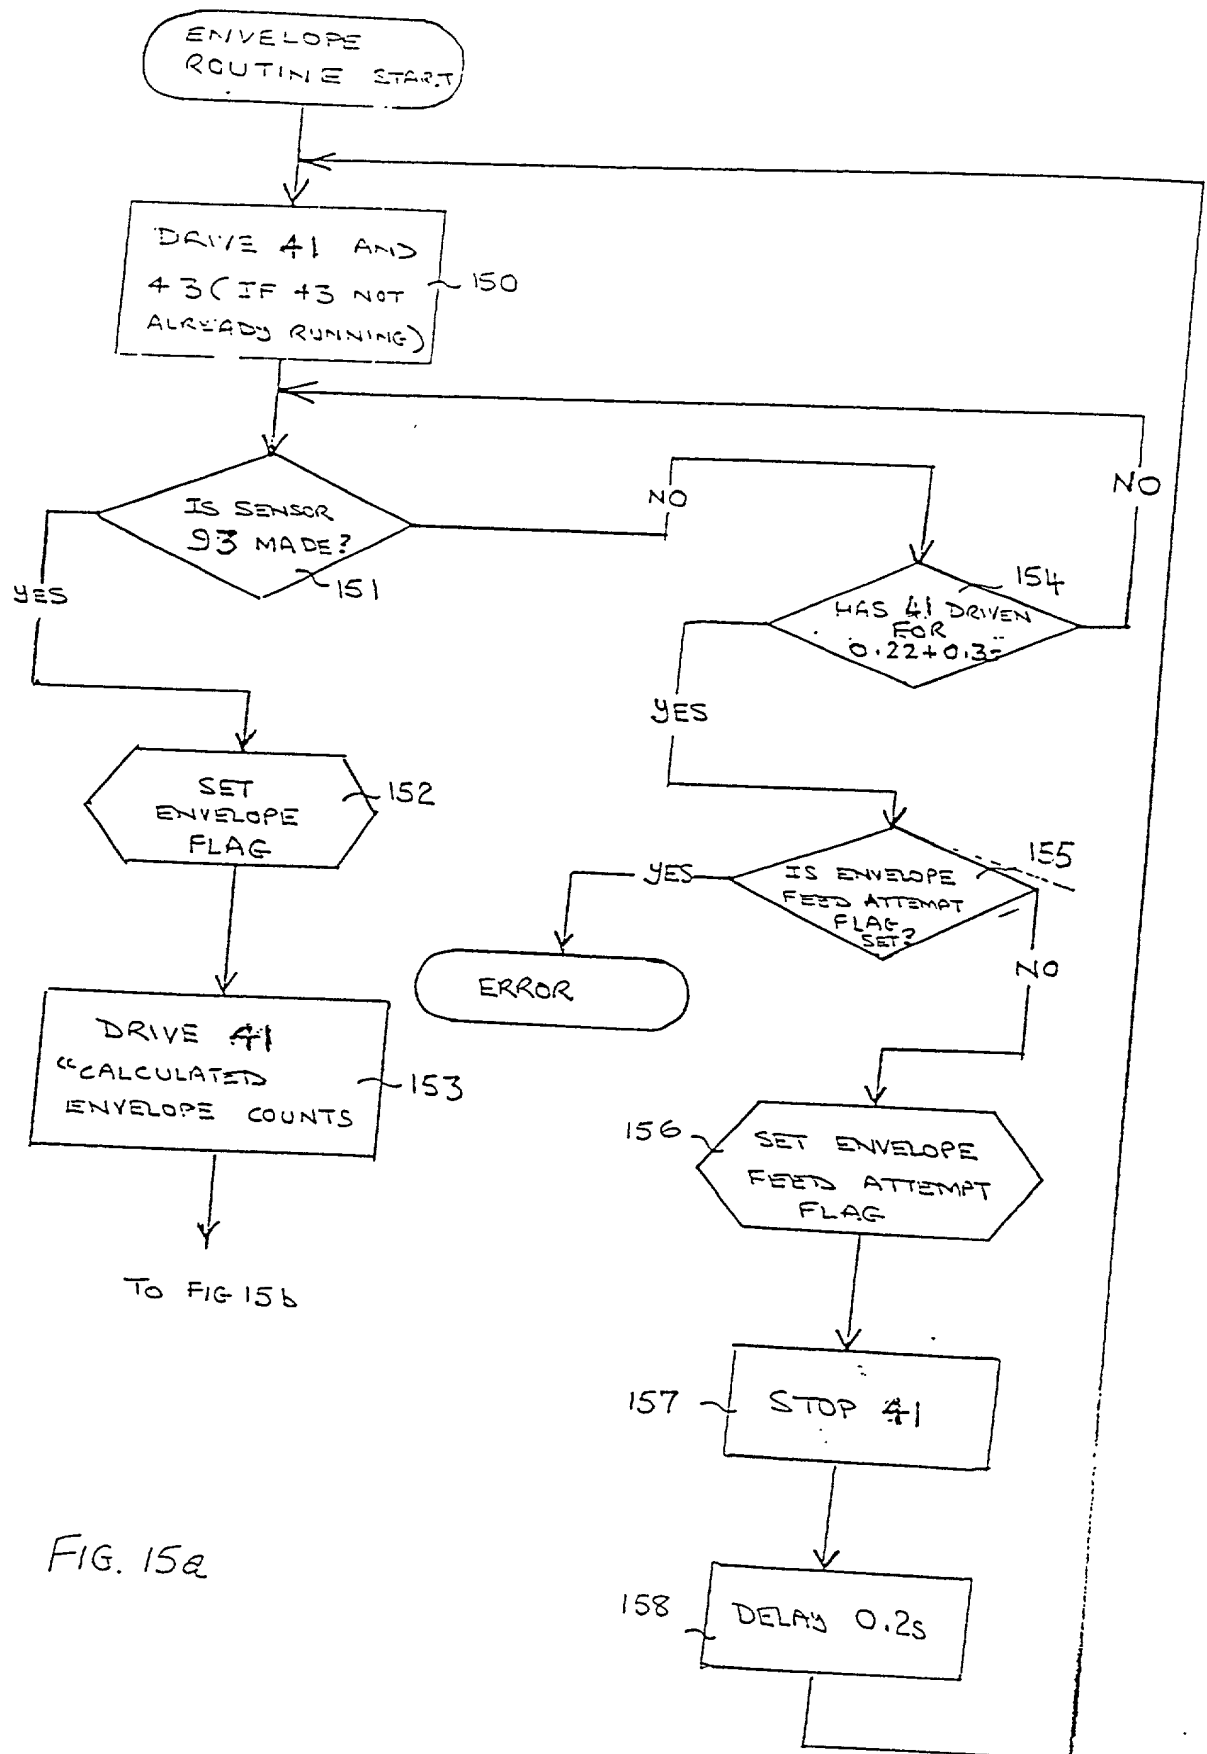 ENVELOPE
ROUTINE START
DRIVE 41 AND
43 (IF 43 NOT
ALREADY RUNNING)
150
IS SENSOR
93 MADE?
151
NO
NO
YES
154
HAS 41 DRIVEN
FOR
0.22+0.3
YES
SET
ENVELOPE
FLAG
152
155
IS ENVELOPE
FEED ATTEMPT
FLAG
SET?
YES
NO
ERROR
DRIVE 41
"CALCULATED
ENVELOPE COUNTS
153
156
SET ENVELOPE
FEED ATTEMPT
FLAG
TO FIG 15b
157
STOP 41
158
DELAY 0.2s
FIG. 15a